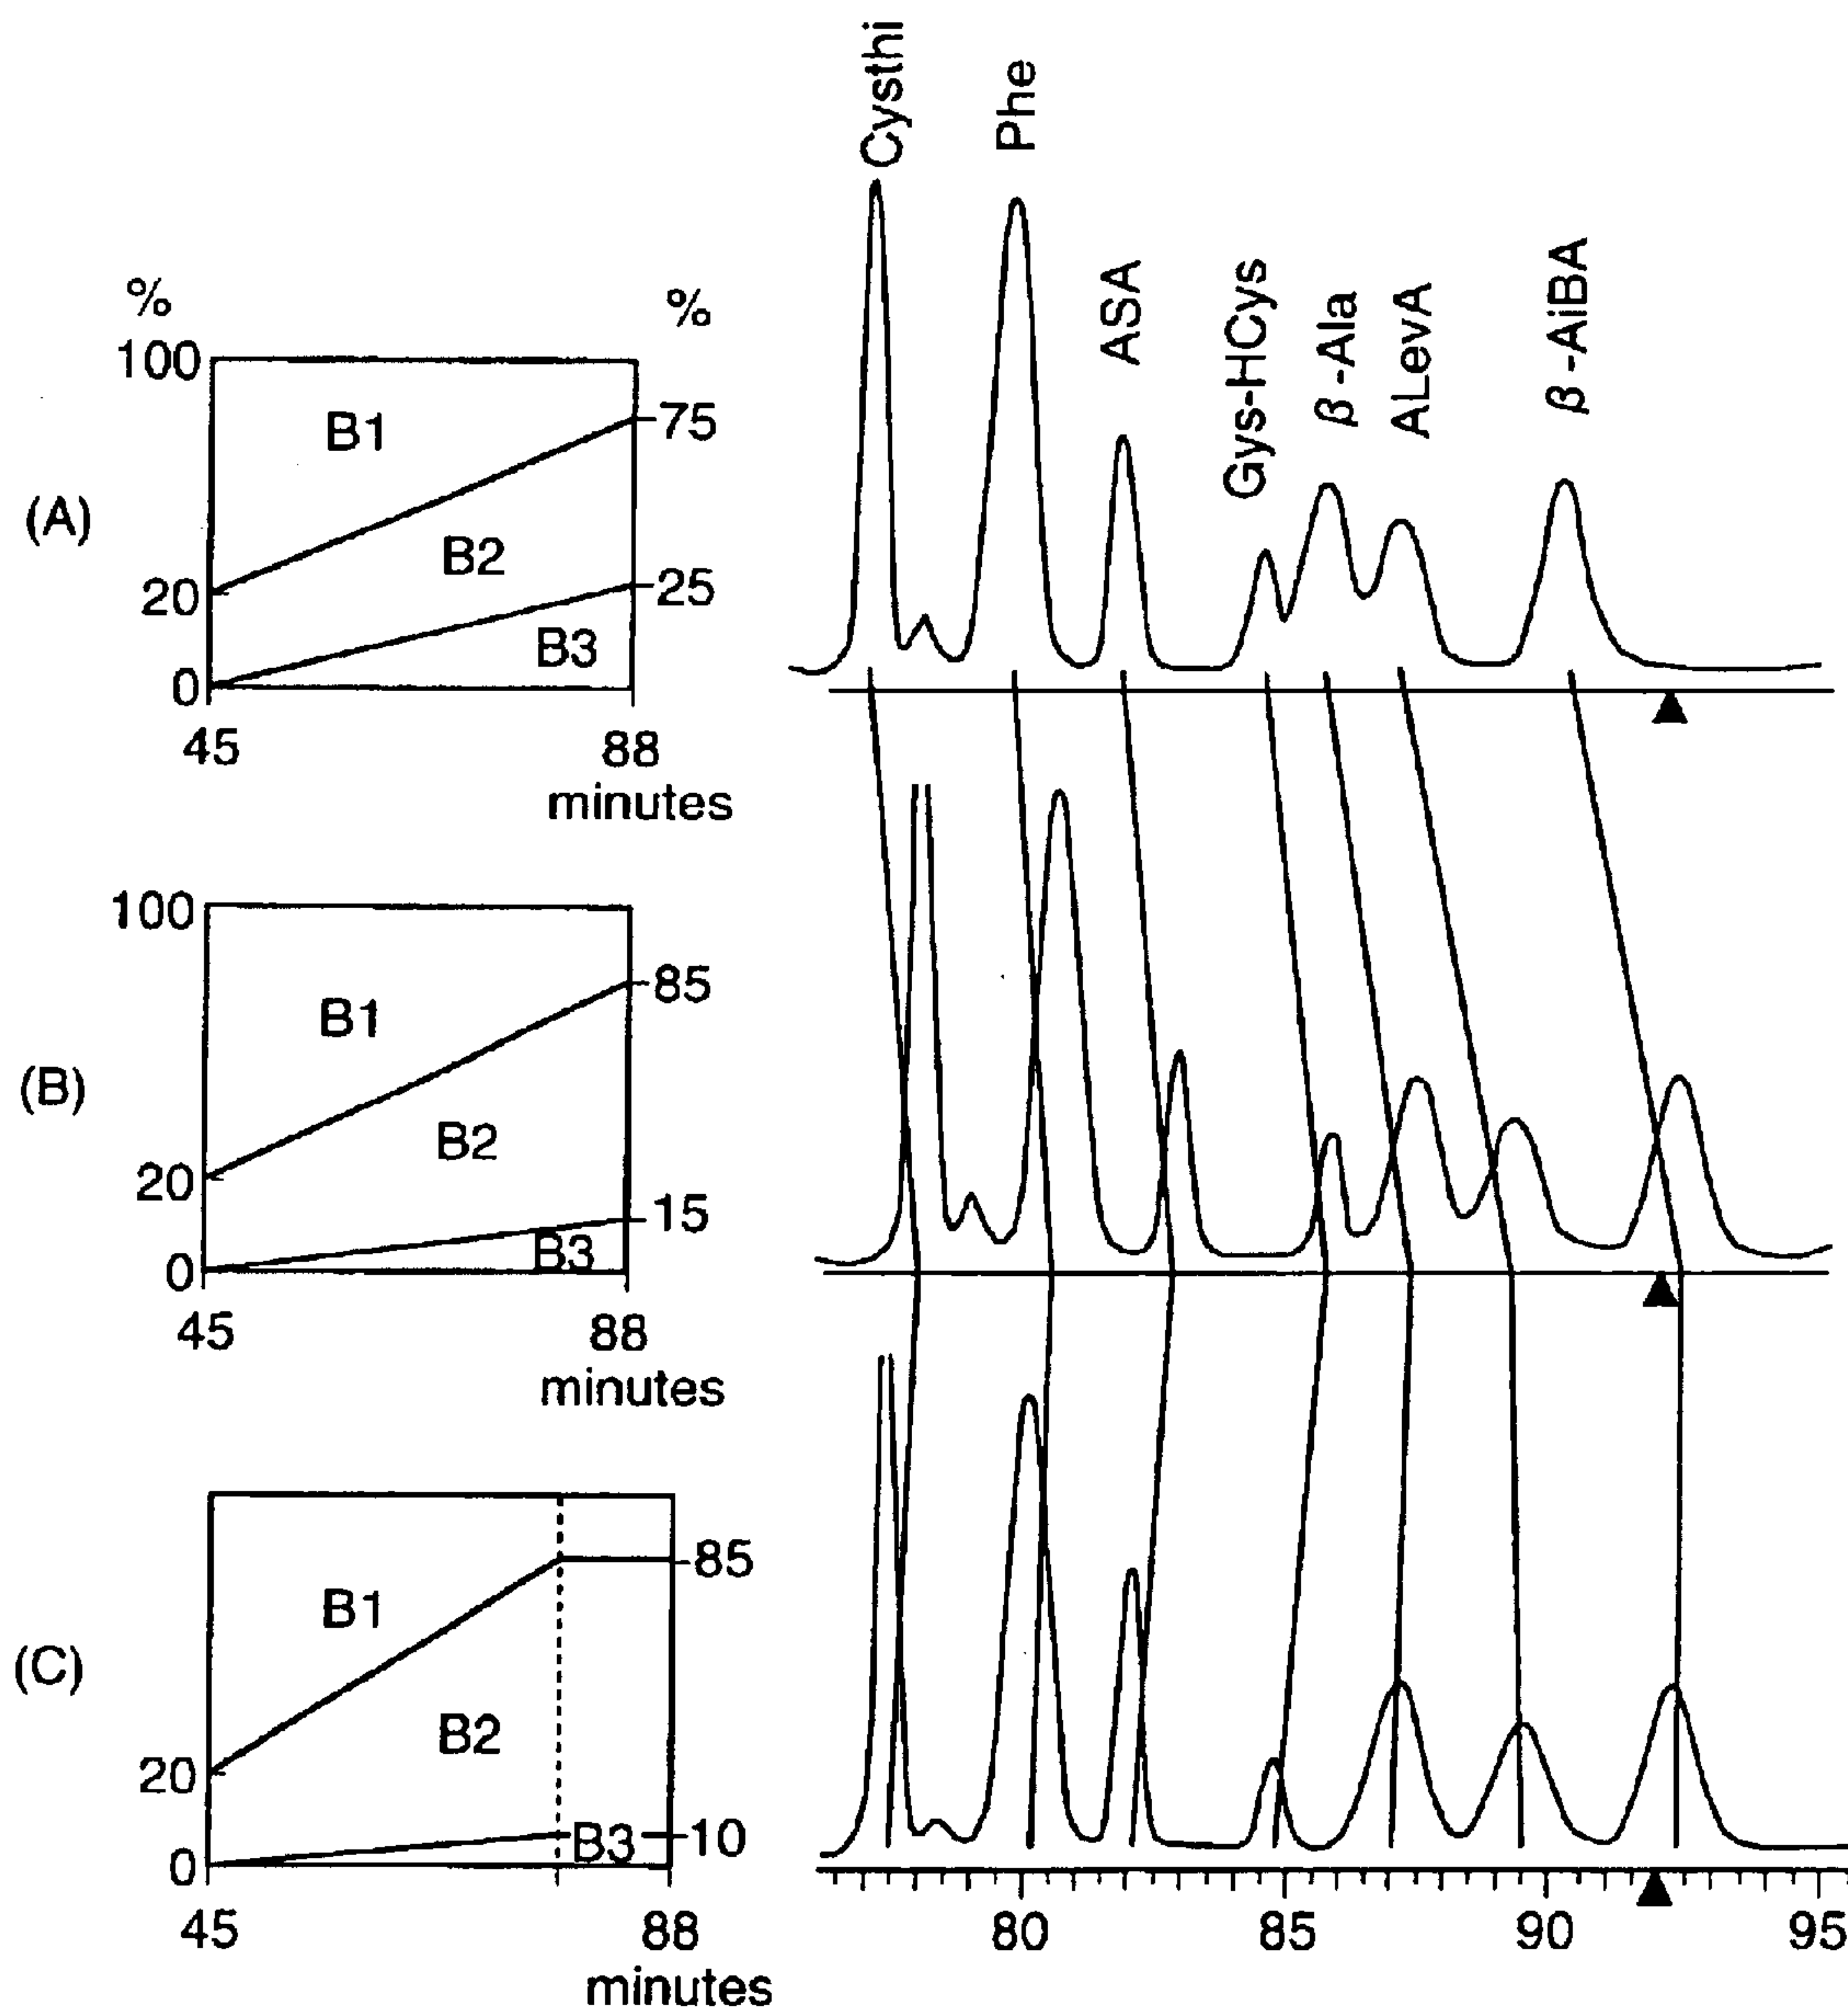 Cysthi
Phe
ASA
Gys-HCys
β-Ala
ALevA
β-AiBA
(A)
%
%
100
B1
75
B2
20
25
B3
0
45
88
minutes
(B)
100
B1
85
B2
20
15
B3
0
45
88
minutes
(C)
85
B1
B2
20
B3
10
0
45
88
minutes
80
85
90
95